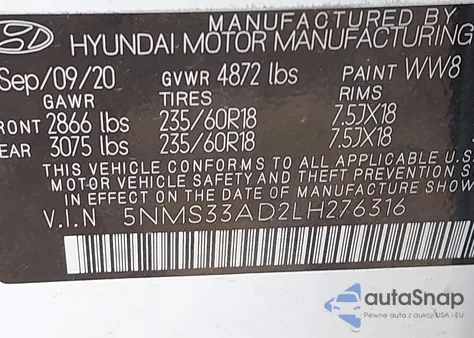 MANUFACTURED BY
HYUNDAI MOTOR MANUFACTURING
Sep/09/20 GVWR 4872 lbs PAINT WW8
GAWR TIRES RIMS
FRONT 2866 lbs 235/60R18 7.5JX18
REAR 3075 lbs 235/60R18 7.5JX18
THIS VEHICLE CONFORMS TO ALL APPLICABLE
MOTOR VEHICLE SAFETY AND THEFT PREVENTION
IN EFFECT ON THE DATE OF MANUFACTURE SHOW
V.I.N 5NMS33AD2LH276316
autoSnap
Pewne auta z aukcji USA i EU